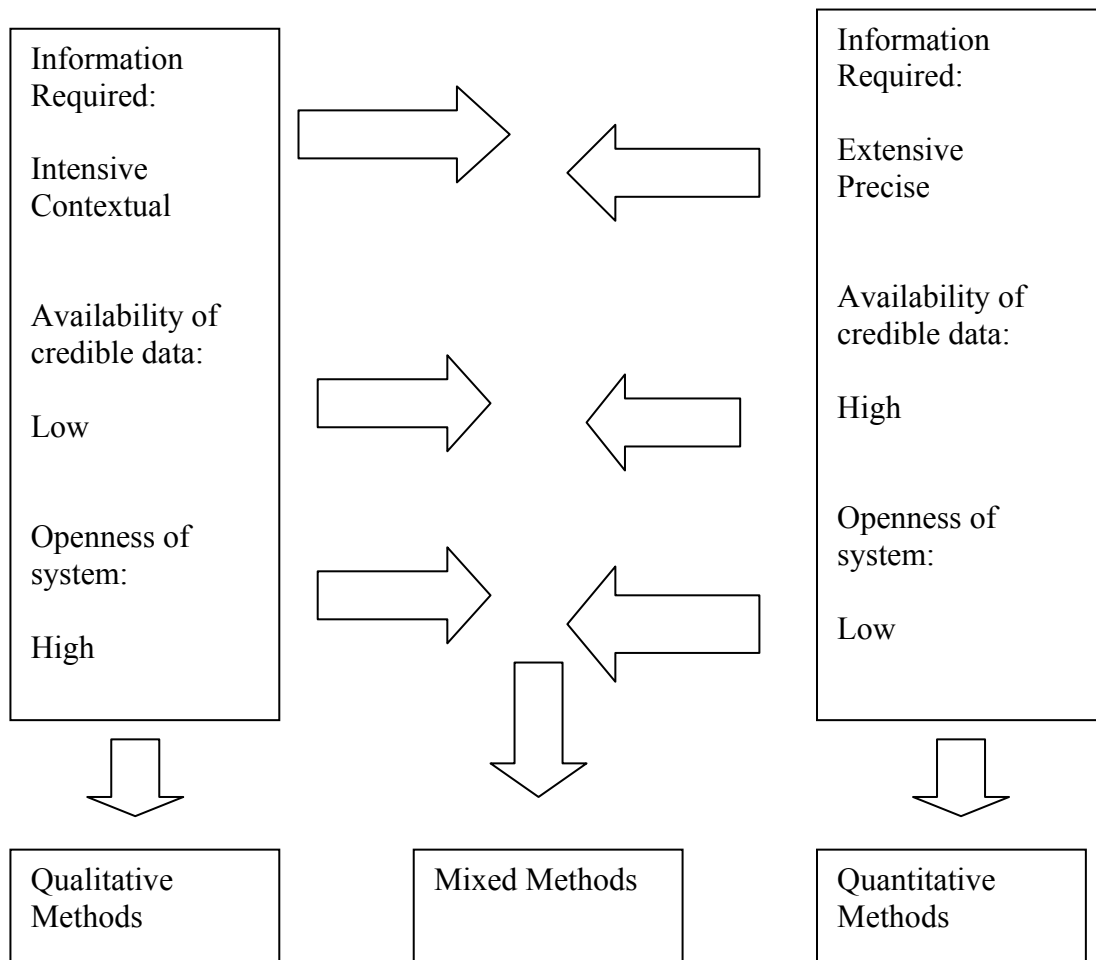 Information
Required:
Intensive
Contextual
Availability of
credible data:
Low
Openness of
system:
High
Information
Required:
Extensive
Precise
Availability of
credible data:
High
Openness of
system:
Low
Qualitative
Methods
Mixed Methods
Quantitative
Methods